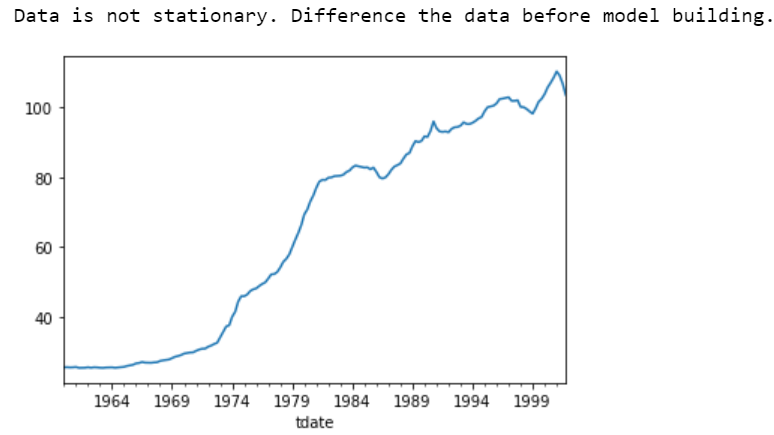 Data is not stationary. Difference the data before model building.
100
80
60
40
1964 1969 1974 1979 1984 1989 1994 1999
tdate